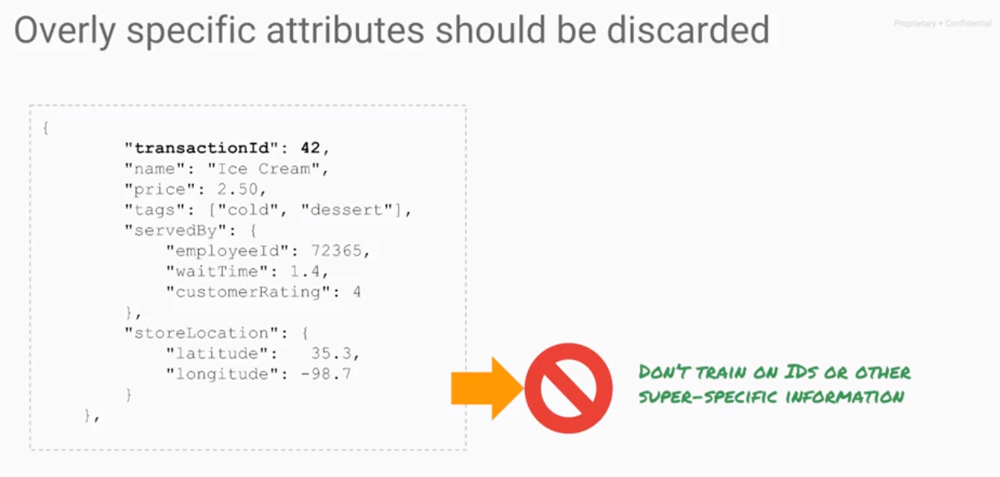 Overly specific attributes should be discarded
Proprietary + Confidential
{
"transactionId": 42,
"name": "Ice Cream",
"price": 2.50,
"tags": ["cold", "dessert"],
"servedBy": {
"employeeId": 72365,
"waitTime": 1.4,
"customerRating": 4
},
"storeLocation": {
"latitude": 35.3,
"longitude": -98.7
}
},
DON'T TRAIN ON IDS OR OTHER
SUPER-SPECIFIC INFORMATION